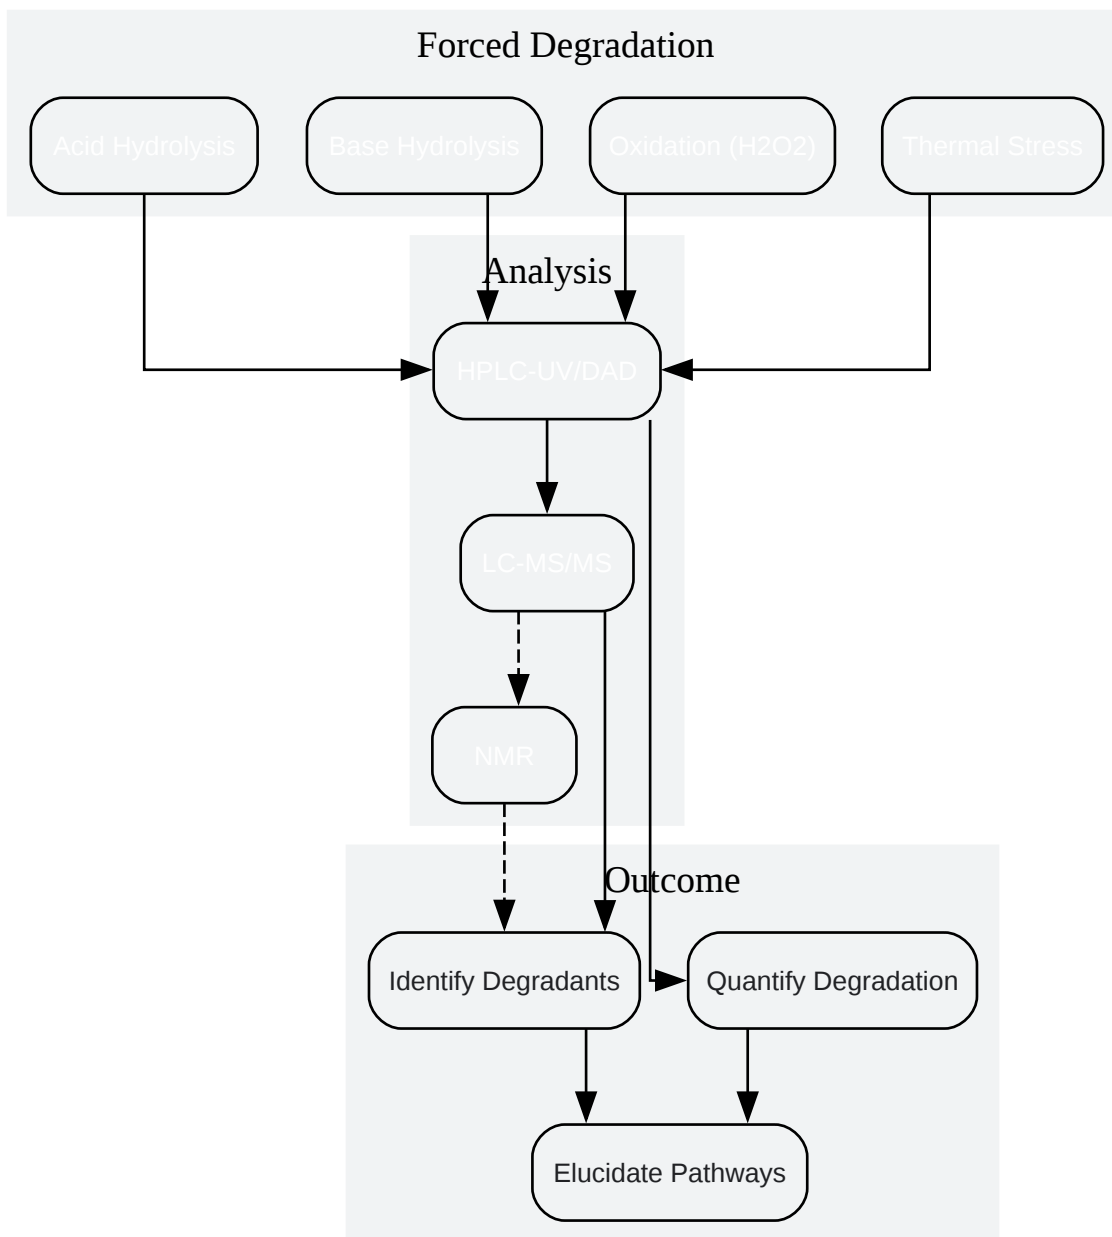 Forced Degradation
Acid Hydrolysis
Base Hydrolysis
Oxidation (H2O2)
Thermal Stress
Analysis
HPLC-UV/DAD
LC-MS/MS
NMR
Outcome
Identify Degradants
Quantify Degradation
Elucidate Pathways